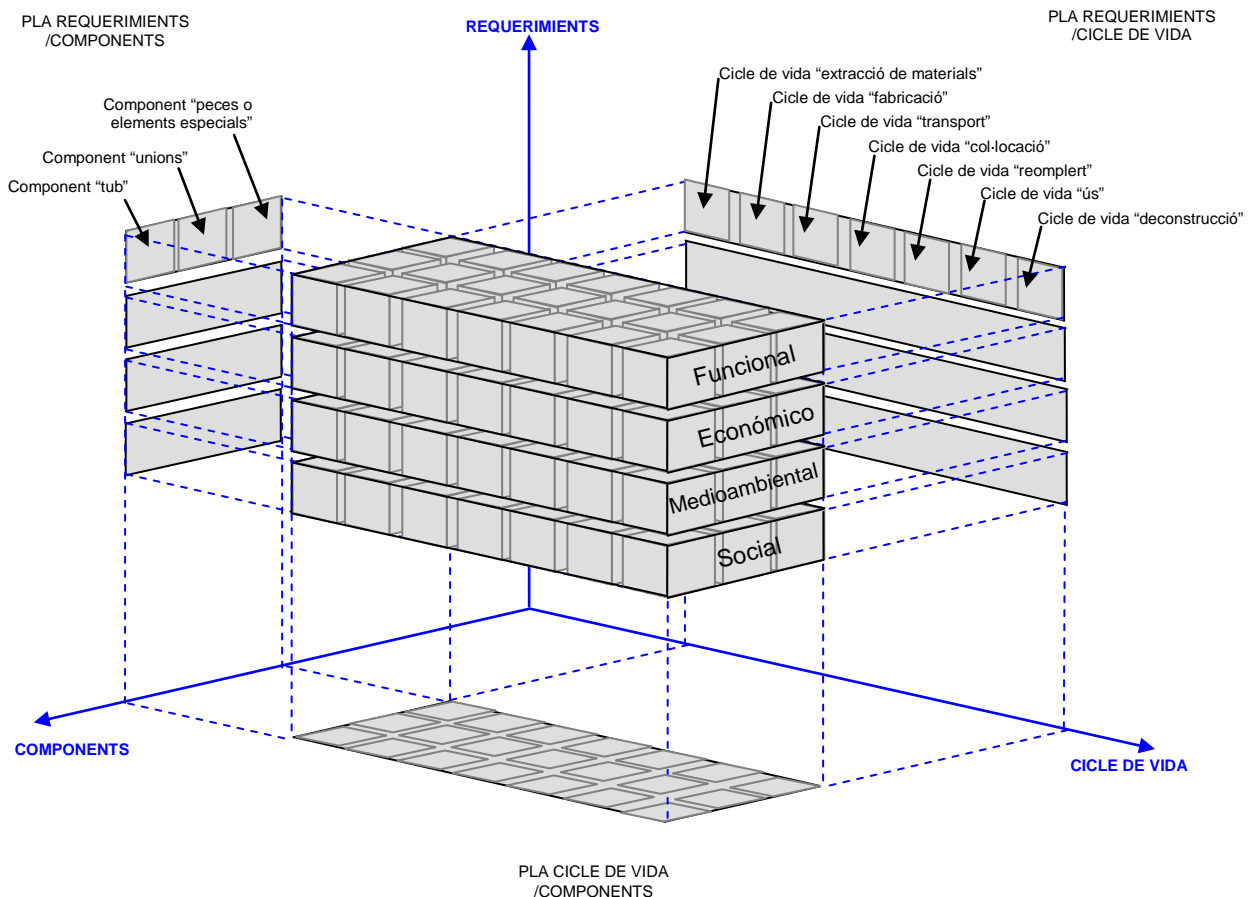 PLA REQUERIMIENTS
/COMPONENTS
REQUERIMIENTS
PLA REQUERIMENTS
/CICLE DE VIDA
Cicle de vida “extracció de materials”
Cicle de vida “fabricació”
Cicle de vida “transport”
Cicle de vida “col·locació”
Cicle de vida “reomplert”
Cicle de vida “ús”
Cicle de vida “deconstrucció”
Component “peces o
elements especials”
Component “unions”
Component “tub”
Funcional
Económico
Medioambiental
Social
COMPONENTS
CICLE DE VIDA
PLA CICLE DE VIDA
/COMPONENTS